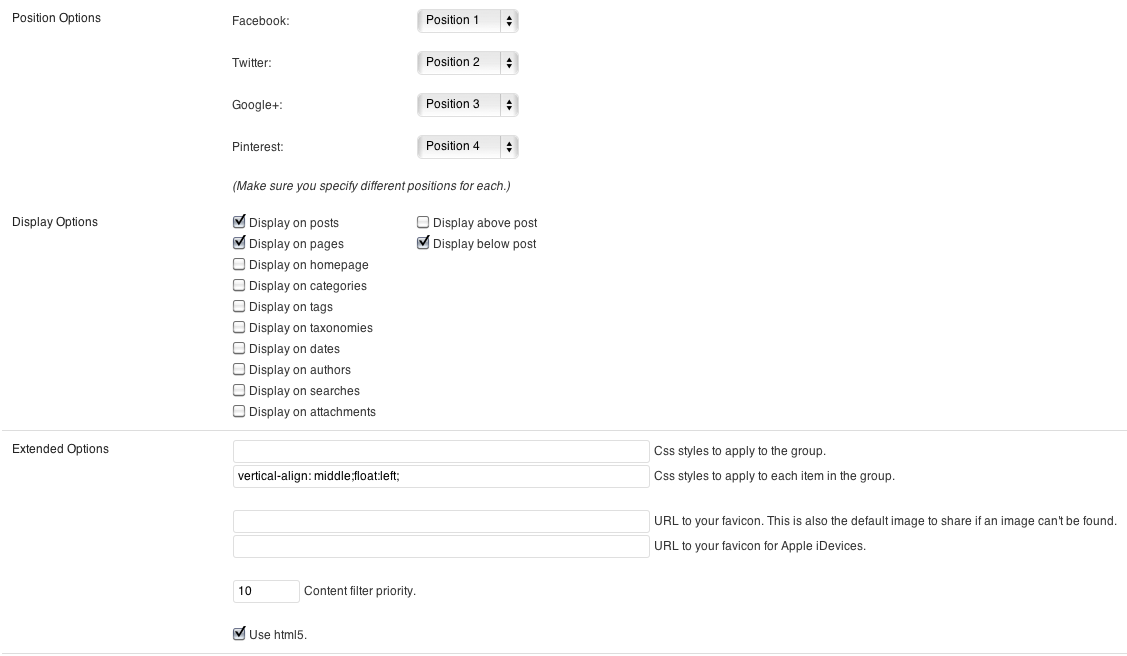 Position Options
Facebook: Position 1
Twitter: Position 2
Google+: Position 3
Pinterest: Position 4
(Make sure you specify different positions for each.)
Display Options
Display on posts Display above post
Display on pages Display below post
Display on homepage
Display on categories
Display on tags
Display on taxonomies
Display on dates
Display on authors
Display on searches
Display on attachments
Extended Options
Css styles to apply to the group.
vertical-align: middle;float:left; Css styles to apply to each item in the group.
URL to your favicon. This is also the default image to share if an image can't be found.
URL to your favicon for Apple iDevices.
10 Content filter priority.
Use html5.